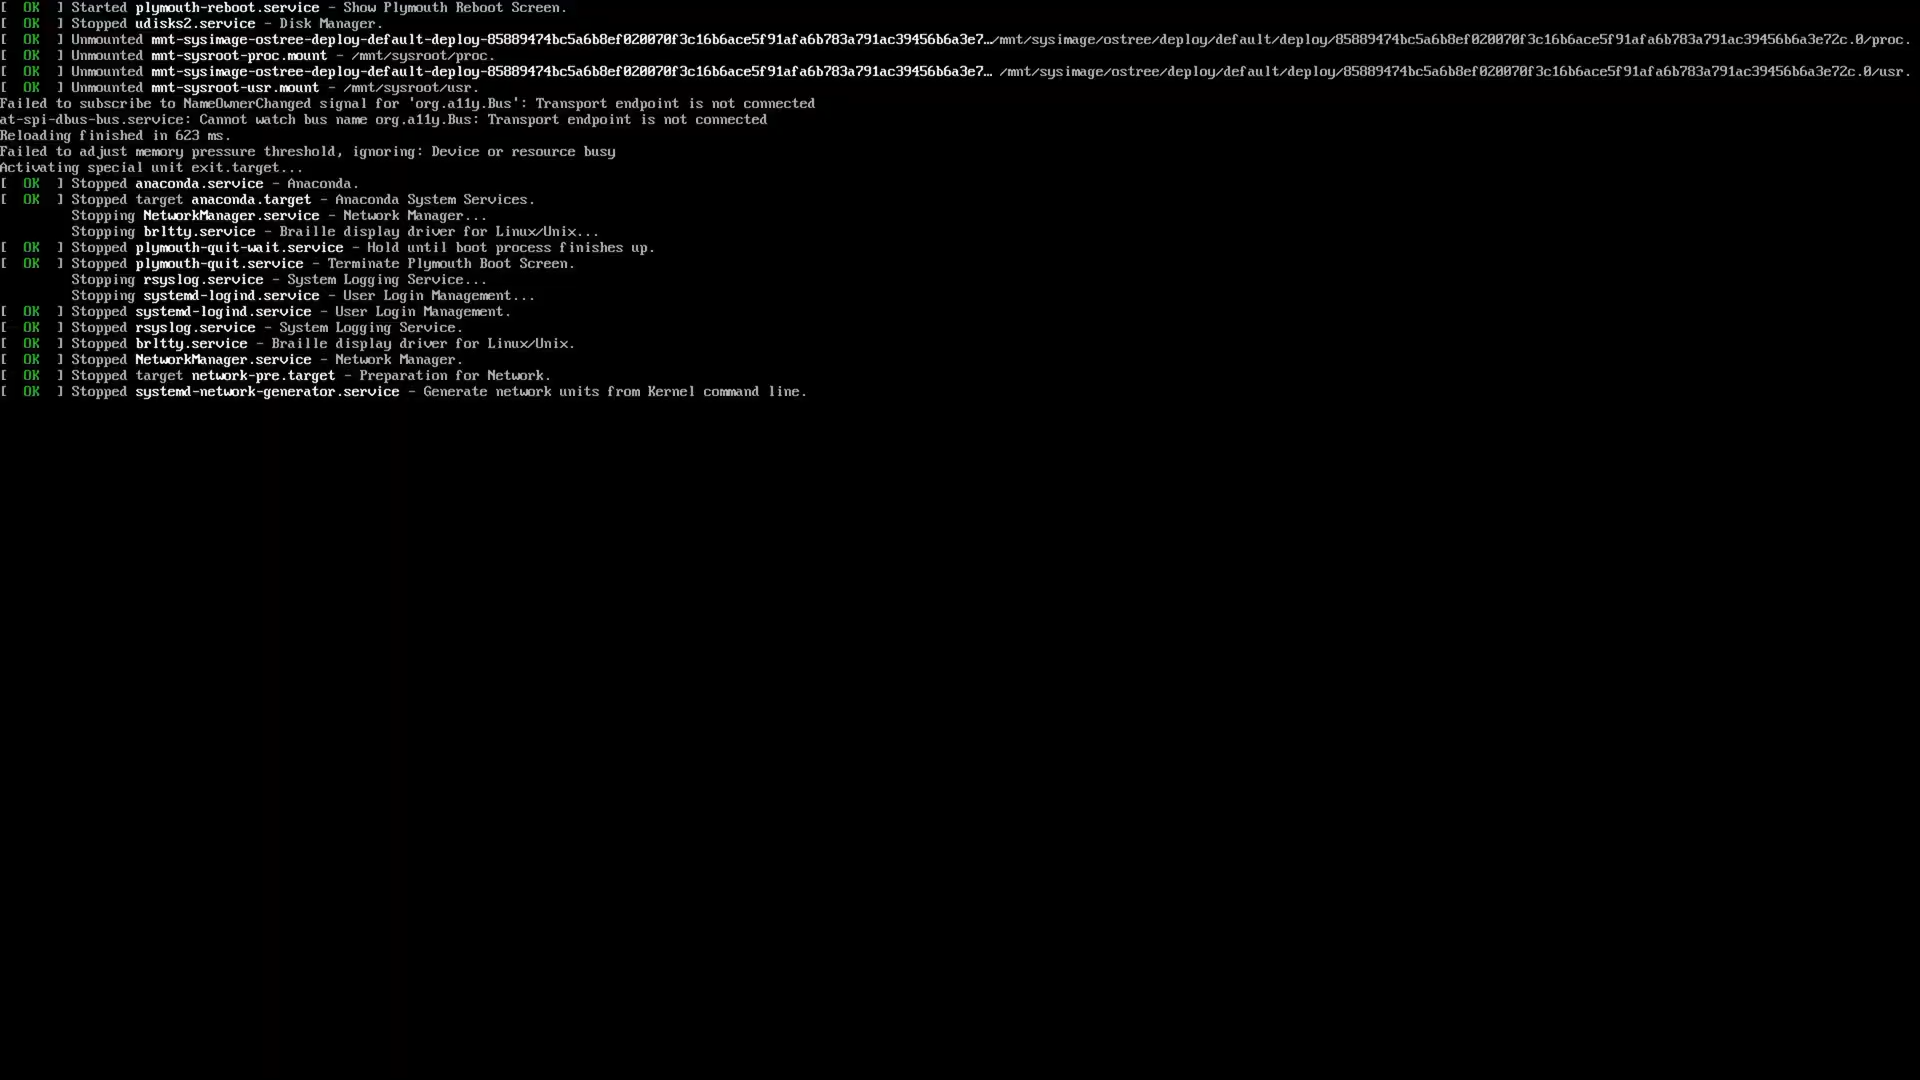 [  OK  ] Started plymouth-reboot.service - Show Plymouth Reboot Screen.
[  OK  ] Stopped udisks2.service - Disk Manager.
[  OK  ] Unmounted mnt-sysimage-ostree-deploy-default-deploy-85889474bc5a6b8ef020070f3c16b6ace5f91afa6b783a791ac39456b6a3e7…/mnt/sysimage/ostree/deploy/default/deploy/85889474bc5a6b8ef020070f3c16b6ace5f91afa6b783a791ac39456b6a3e72c.0/proc.
[  OK  ] Unmounted mnt-sysroot-proc.mount - /mnt/sysroot/proc.
[  OK  ] Unmounted mnt-sysimage-ostree-deploy-default-deploy-85889474bc5a6b8ef020070f3c16b6ace5f91afa6b783a791ac39456b6a3e7… /mnt/sysimage/ostree/deploy/default/deploy/85889474bc5a6b8ef020070f3c16b6ace5f91afa6b783a791ac39456b6a3e72c.0/usr.
[  OK  ] Unmounted mnt-sysroot-usr.mount - /mnt/sysroot/usr.
Failed to subscribe to NameOwnerChanged signal for 'org.a11y.Bus': Transport endpoint is not connected
at-spi-dbus-bus.service: Cannot watch bus name org.a11y.Bus: Transport endpoint is not connected
Reloading finished in 623 ms.
Failed to adjust memory pressure threshold, ignoring: Device or resource busy
Activating special unit exit.target...
[  OK  ] Stopped anaconda.service - Anaconda.
[  OK  ] Stopped target anaconda.target - Anaconda System Services.
Stopping NetworkManager.service - Network Manager...
Stopping brltty.service - Braille display driver for Linux/Unix...
[  OK  ] Stopped plymouth-quit-wait.service - Hold until boot process finishes up.
[  OK  ] Stopped plymouth-quit.service - Terminate Plymouth Boot Screen.
Stopping rsyslog.service - System Logging Service...
Stopping systemd-logind.service - User Login Management...
[  OK  ] Stopped systemd-logind.service - User Login Management.
[  OK  ] Stopped rsyslog.service - System Logging Service.
[  OK  ] Stopped brltty.service - Braille display driver for Linux/Unix.
[  OK  ] Stopped NetworkManager.service - Network Manager.
[  OK  ] Stopped target network-pre.target - Preparation for Network.
[  OK  ] Stopped systemd-network-generator.service - Generate network units from Kernel command line.